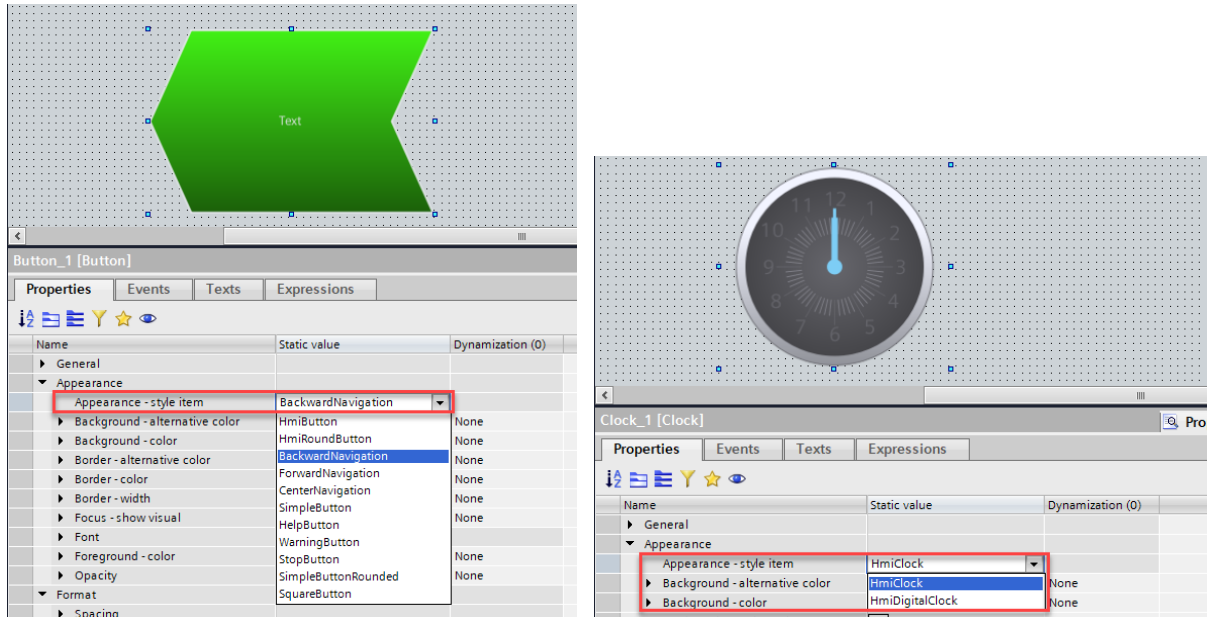 Text
Button_1 [Button]
Properties Events Texts Expressions
Name Static value Dynamization (0)
General
Appearance
Appearance - style item BackwardNavigation
Background - alternative color HmiButton None
Background - color HmiRoundButton None
Border - alternative color BackwardNavigation None
Border - color ForwardNavigation None
Border - width CenterNavigation None
Focus - show visual SimpleButton None
Font HelpButton
Foreground - color WarningButton None
Opacity StopButton None
Format SimpleButtonRounded
Spacing SquareButton
12
11 1
10 2
9 3
8 4
7 5
6
Clock_1 [Clock] Pro
Properties Events Texts Expressions
Name Static value Dynamization (0)
General
Appearance
Appearance - style item HmiClock
Background - alternative color HmiClock None
Background - color HmiDigitalClock None